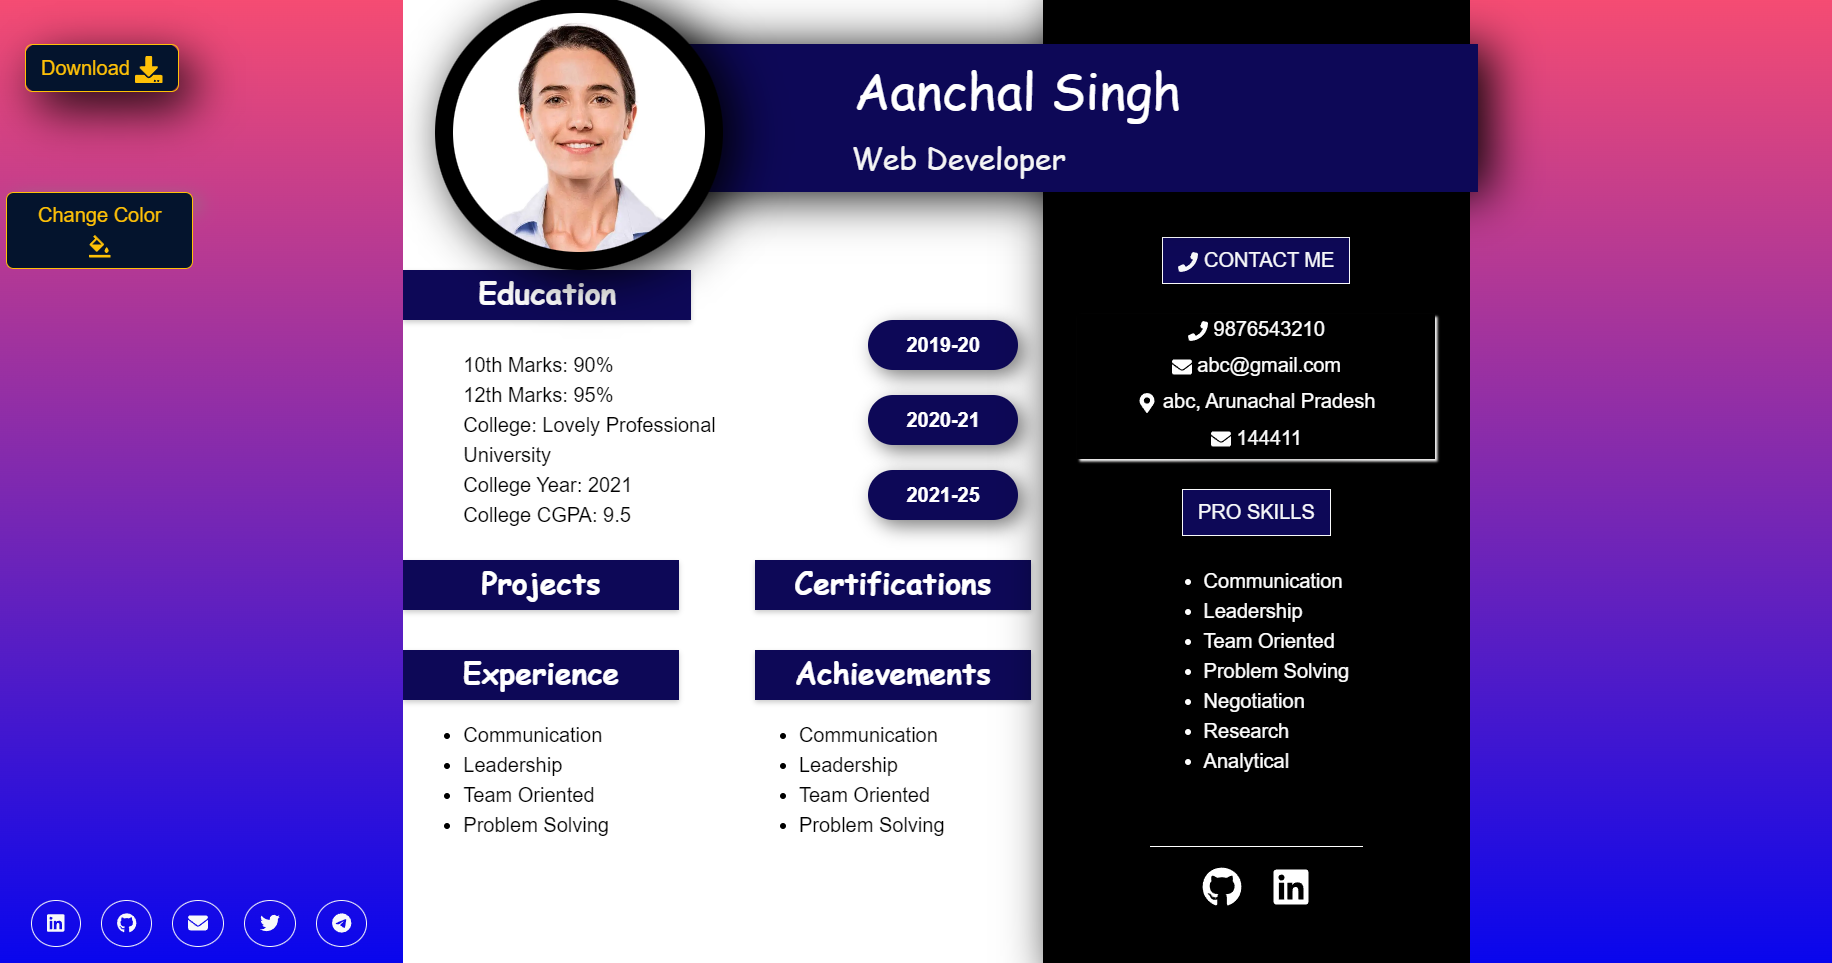 Download
Change Color
Aanchal Singh
Web Developer
Education
10th Marks: 90%
12th Marks: 95%
College: Lovely Professional
University
College Year: 2021
College CGPA: 9.5
2019-20
2020-21
2021-25
Projects
Certifications
Experience
Communication
Leadership
Team Oriented
Problem Solving
Achievements
Communication
Leadership
Team Oriented
Problem Solving
CONTACT ME
9876543210
abc@gmail.com
abc, Arunachal Pradesh
144411
PRO SKILLS
Communication
Leadership
Team Oriented
Problem Solving
Negotiation
Research
Analytical